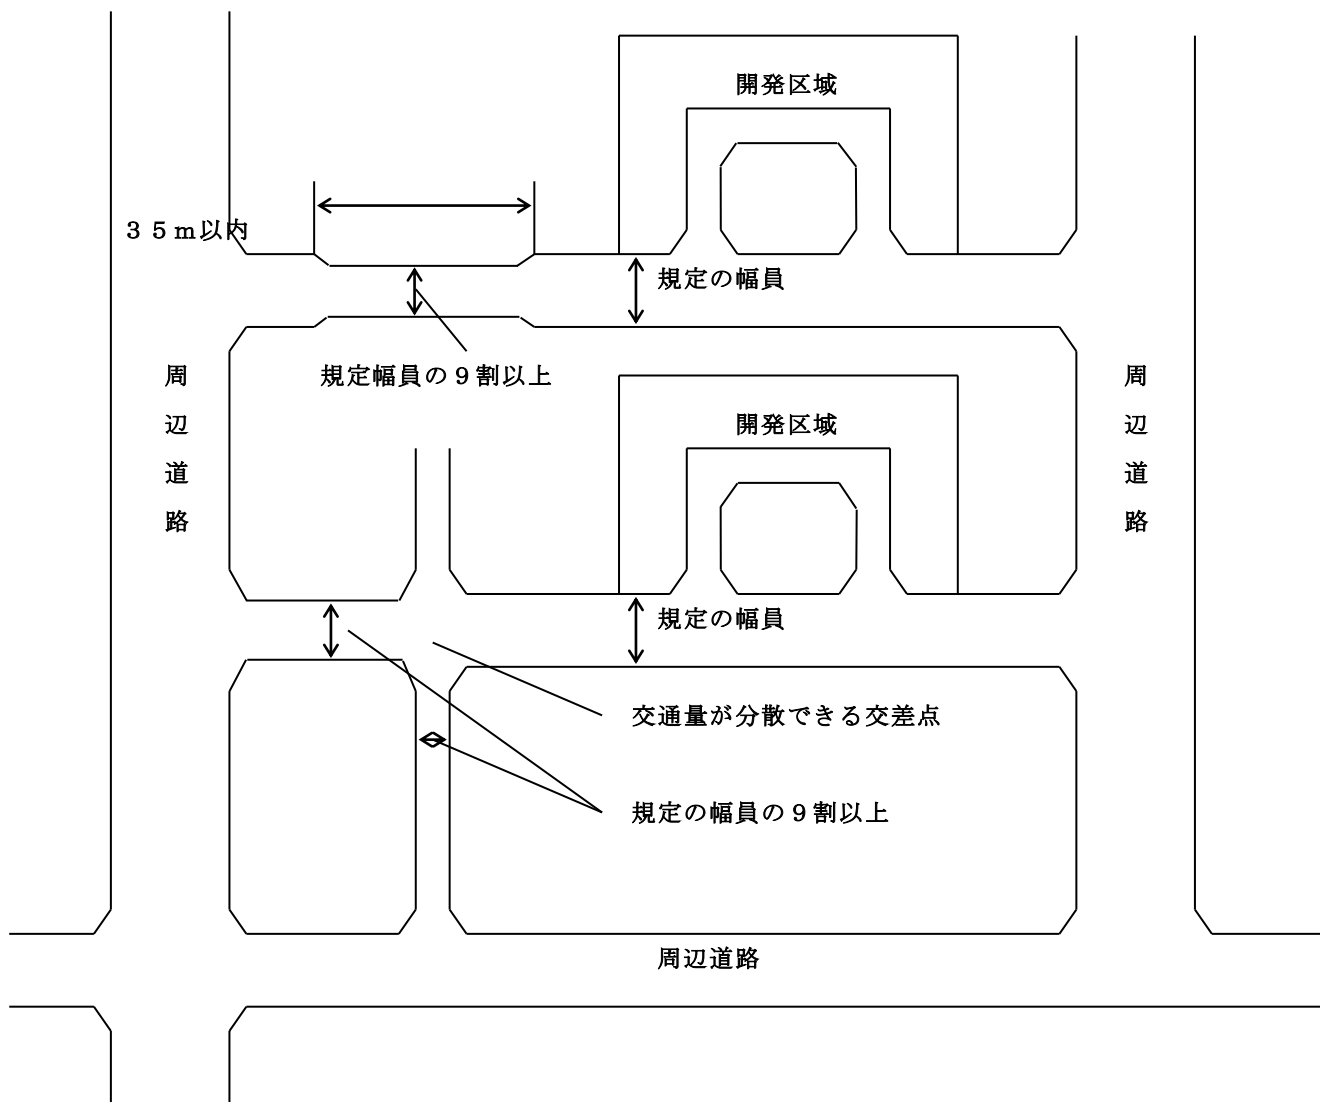 開発区域
３５ｍ以内
規定の幅員
規定幅員の９割以上
周辺道路
周辺道路
開発区域
規定の幅員
交通量が分散できる交差点
規定の幅員の９割以上
周辺道路